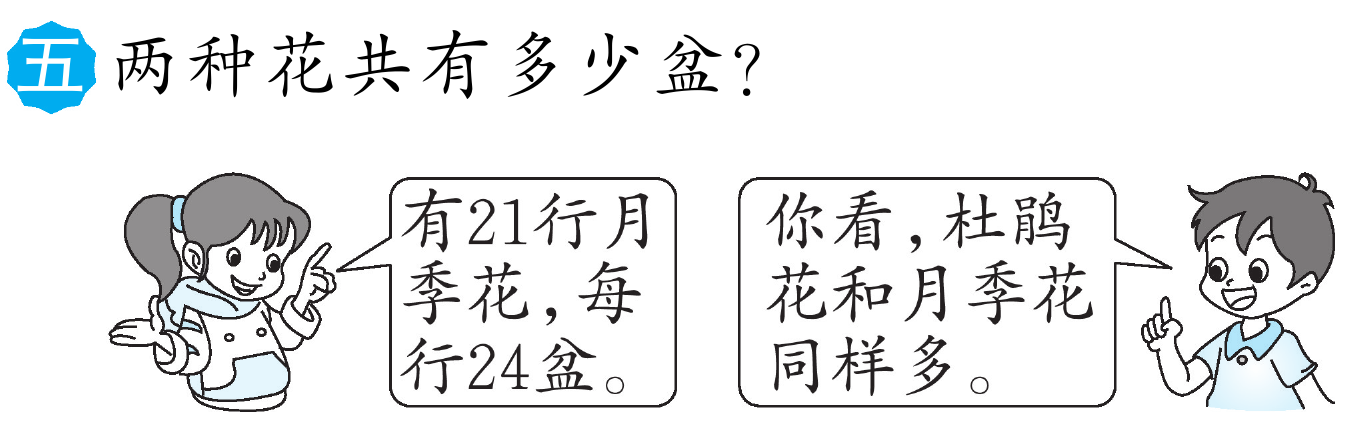 五 两种花共有多少盆？
有21行月
季花，每
行24盆。
你看，杜鹃
花和月季花
同样多。